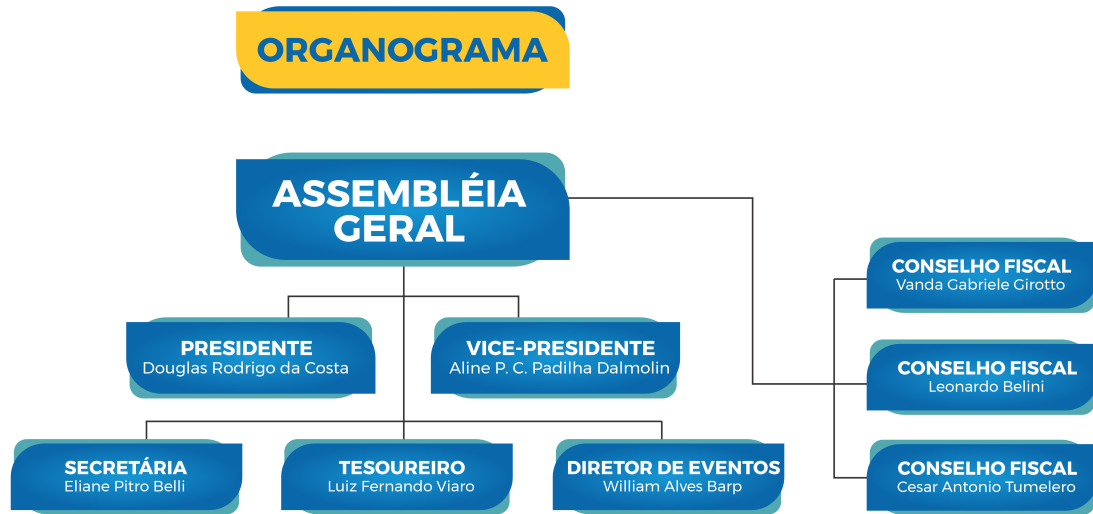 ORGANOGRAMA
ASSEMBLÉIA
GERAL
PRESIDENTE
Douglas Rodrigo da Costa
VICE-PRESIDENTE
Aline P. C. Padilha Dalmolin
SECRETÁRIA
Eliane Pitro Belli
TESOUREIRO
Luiz Fernando Viaro
DIRETOR DE EVENTOS
William Alves Barp
CONSELHO FISCAL
Vanda Gabriele Girotto
CONSELHO FISCAL
Leonardo Belini
CONSELHO FISCAL
Cesar Antonio Tumelero